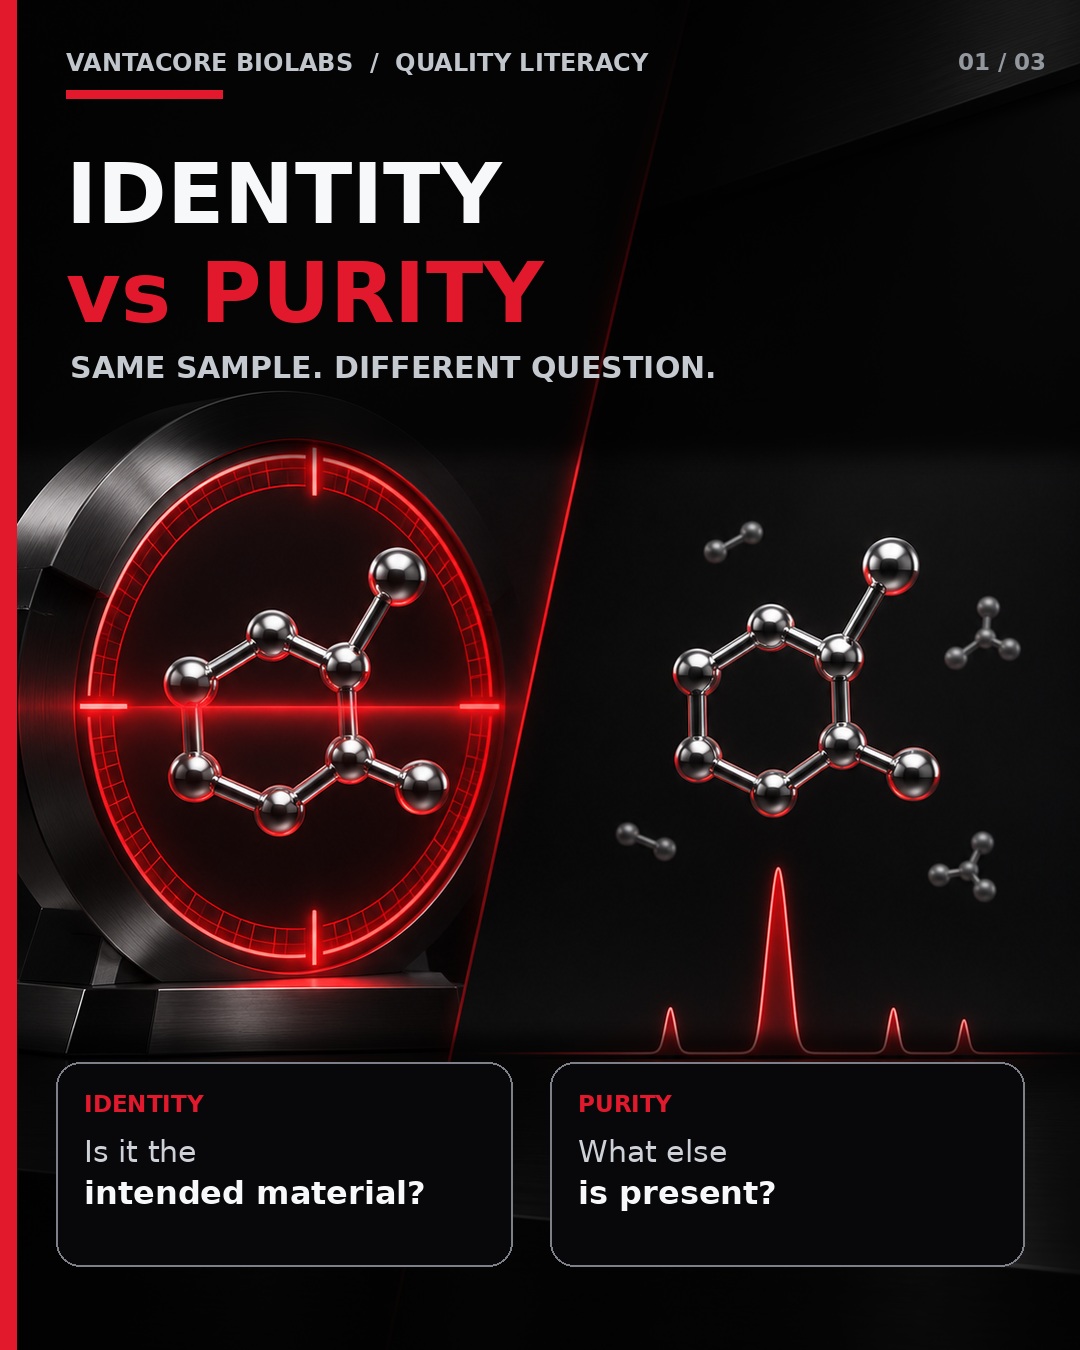 VANTACORE BIOLABS / QUALITY LITERACY
01 / 03
IDENTITY
vs PURITY
SAME SAMPLE. DIFFERENT QUESTION.
IDENTITY
Is it the
intended material?
PURITY
What else
is present?